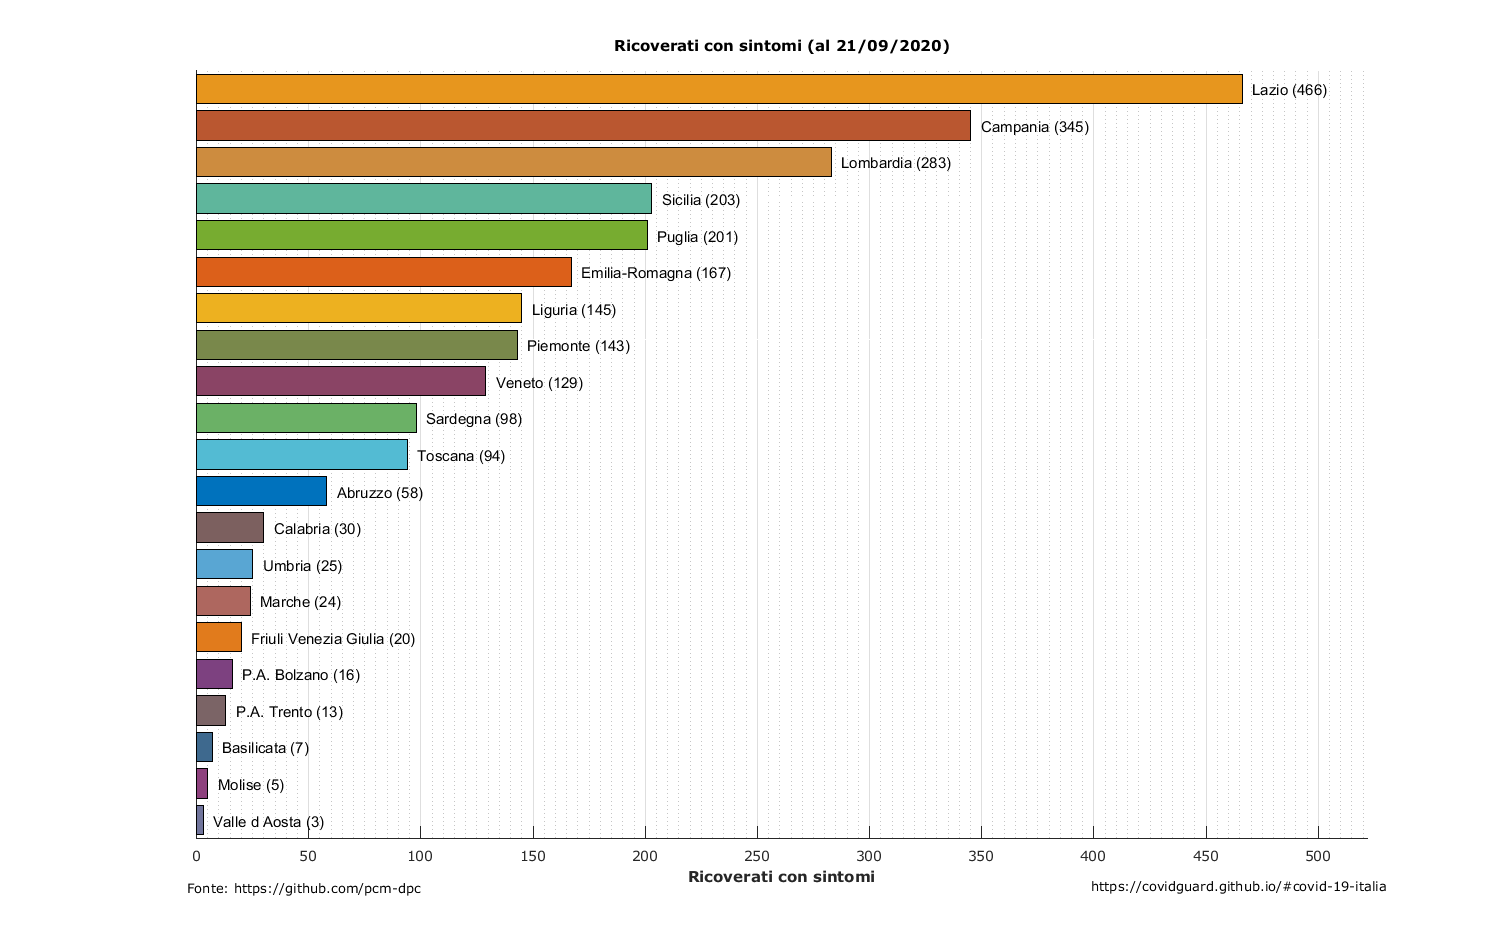 Ricoverati con sintomi (al 21/09/2020)
Lazio (466)
Campania (345)
Lombardia (283)
Sicilia (203)
Puglia (201)
Emilia-Romagna (167)
Liguria (145)
Piemonte (143)
Veneto (129)
Sardegna (98)
Toscana (94)
Abruzzo (58)
Calabria (30)
Umbria (25)
Marche (24)
Friuli Venezia Giulia (20)
P.A. Bolzano (16)
P.A. Trento (13)
Basilicata (7)
Molise (5)
Valle d Aosta (3)
0 50 100 150 200 250 300 350 400 450 500
Ricoverati con sintomi
Fonte: https://github.com/pcm-dpc
https://covidguard.github.io/#covid-19-italia